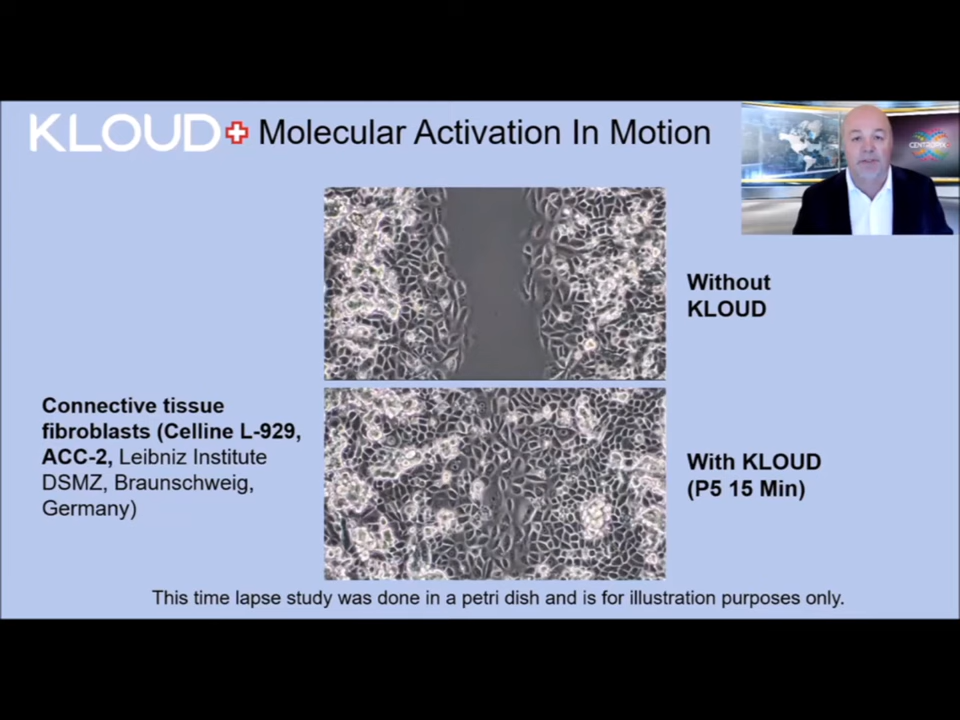 KLOUD+ Molecular Activation In Motion
CENTROPIX
Without
KLOUD
Connective tissue
fibroblasts (Celline L-929,
ACC-2, Leibniz Institute
DSMZ, Braunschweig,
Germany)
With KLOUD
(P5 15 Min)
This time lapse study was done in a petri dish and is for illustration purposes only.